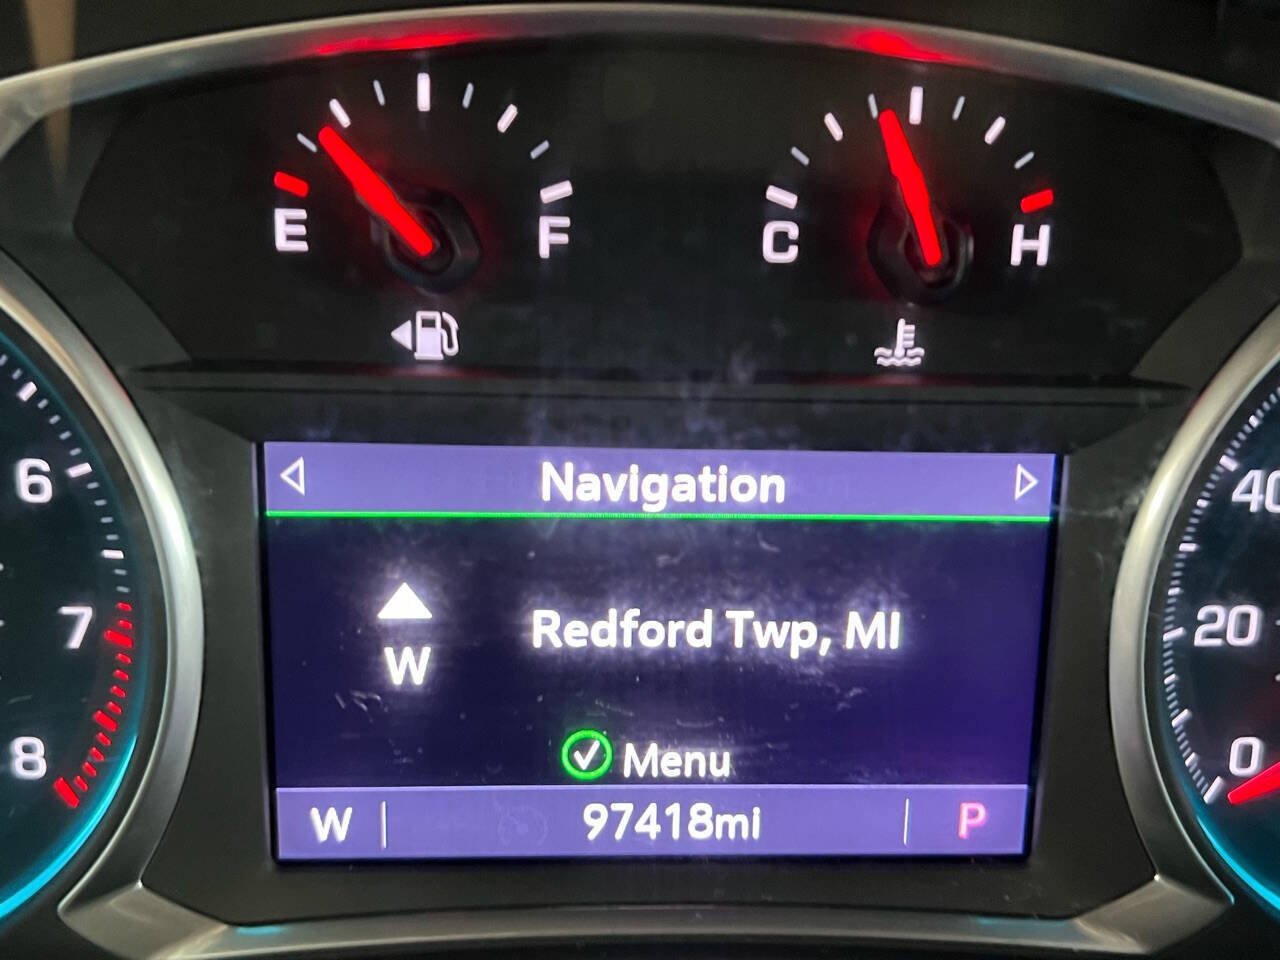 E
F
C
H
6
7
8
Navigation
W
Redford Twp, MI
Menu
W
97418mi
P
40
20
0